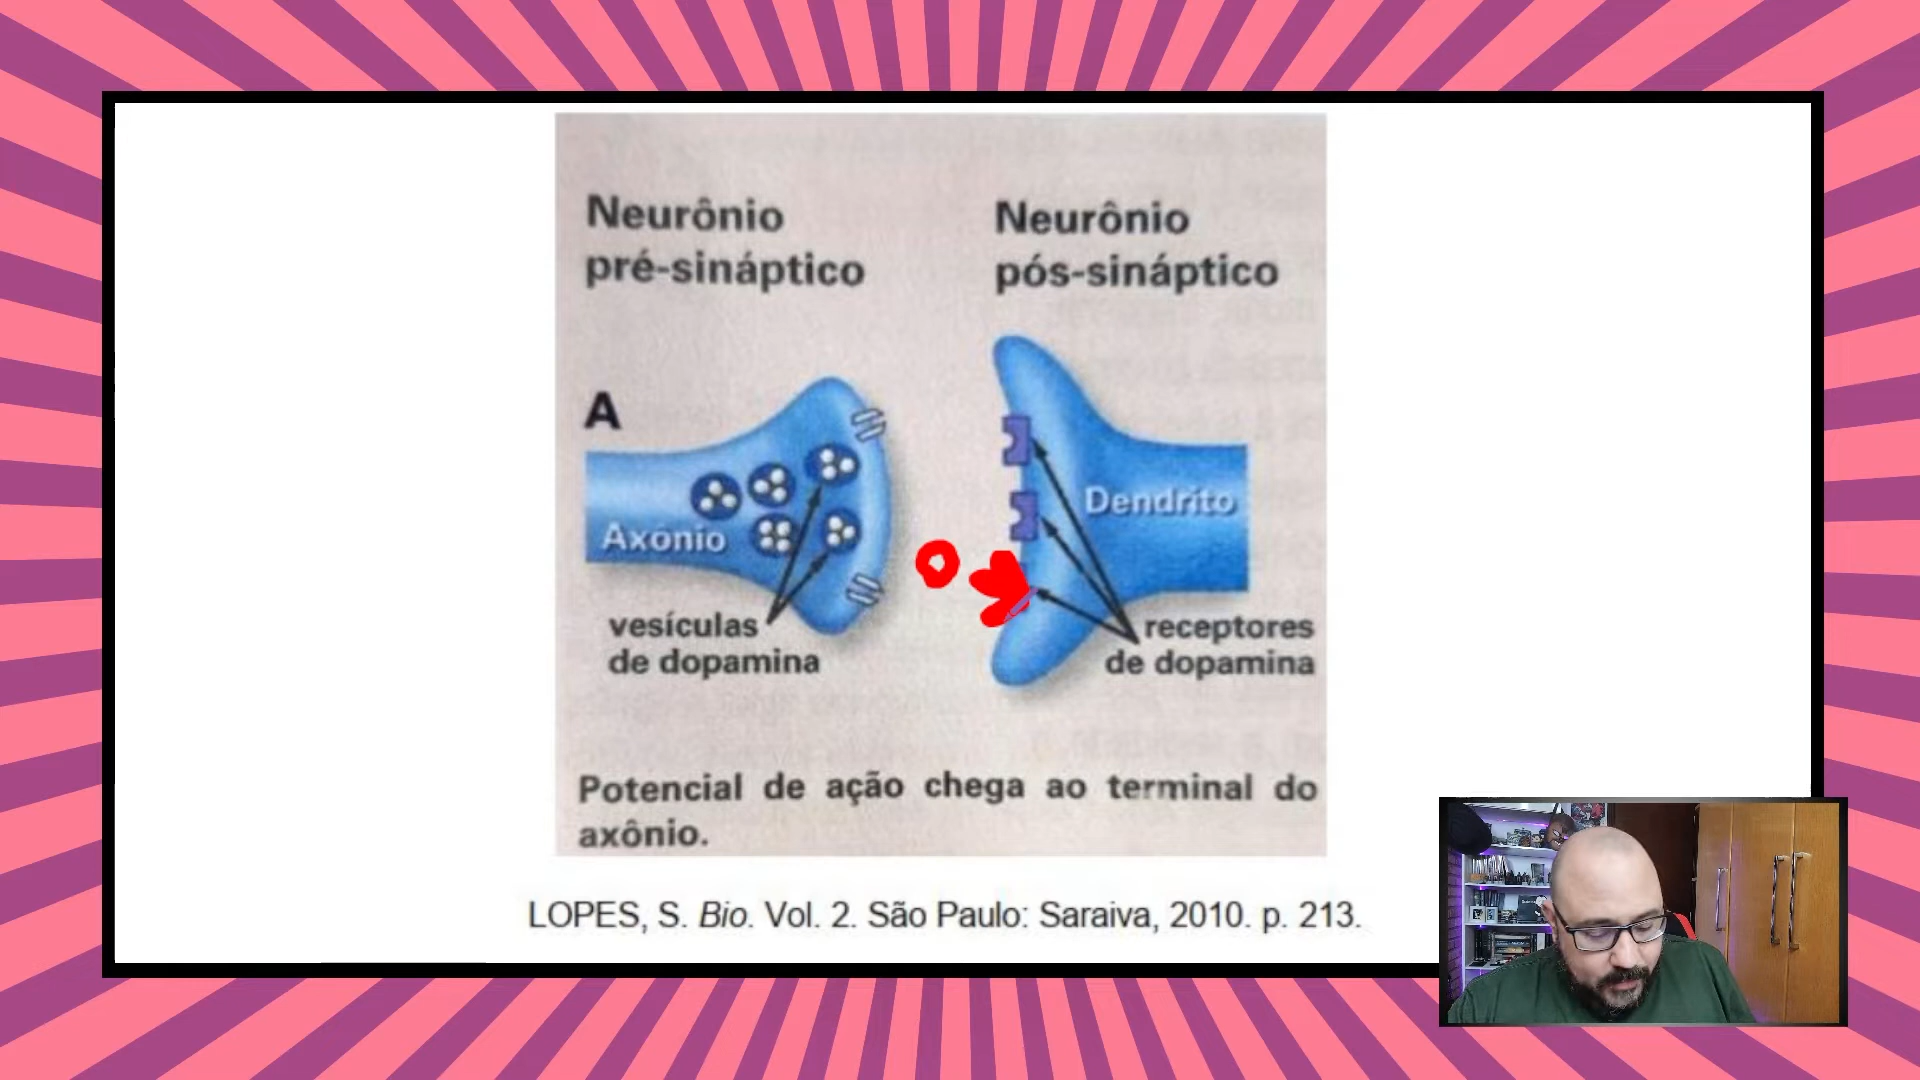 Neurônio
pré-sináptico
Neurônio
pós-sináptico
A
Axônio
Dendrito
vesículas
de dopamina
receptores
de dopamina
Potencial de ação chega ao terminal do
axônio.
LOPES, S. Bio. Vol. 2. São Paulo: Saraiva, 2010. p. 213.